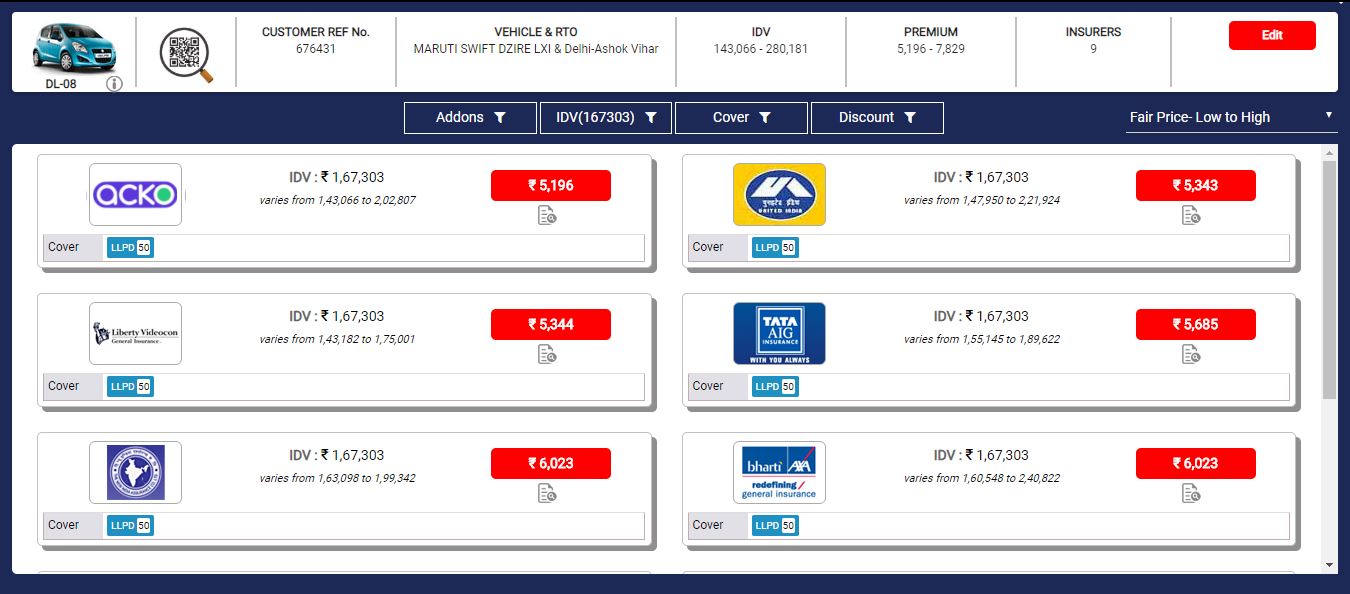 DL-08
CUSTOMER REF No.
676431
VEHICLE & RTO
MARUTI SWIFT DZIRE LXI & Delhi-Ashok Vihar
IDV
143,066 - 280,181
PREMIUM
5,196 - 7,829
INSURERS
9
Edit
Addons
IDV(167303)
Cover
Discount
Fair Price- Low to High
acko
IDV : ₹ 1,67,303
varies from 1,43,066 to 2,02,807
₹ 5,196
Cover LLPD 50
युनाइटेड इंडिया
UNITED INDIA
IDV : ₹ 1,67,303
varies from 1,47,950 to 2,21,924
₹ 5,343
Cover LLPD 50
Liberty Videocon
General Insurance
IDV : ₹ 1,67,303
varies from 1,43,182 to 1,75,001
₹ 5,344
Cover LLPD 50
TATA
AIG
INSURANCE
WITH YOU ALWAYS
IDV : ₹ 1,67,303
varies from 1,55,145 to 1,89,622
₹ 5,685
Cover LLPD 50
IDV : ₹ 1,67,303
varies from 1,63,098 to 1,99,342
₹ 6,023
Cover LLPD 50
bharti AXA
redefining /
general insurance
IDV : ₹ 1,67,303
varies from 1,60,548 to 2,40,822
₹ 6,023
Cover LLPD 50